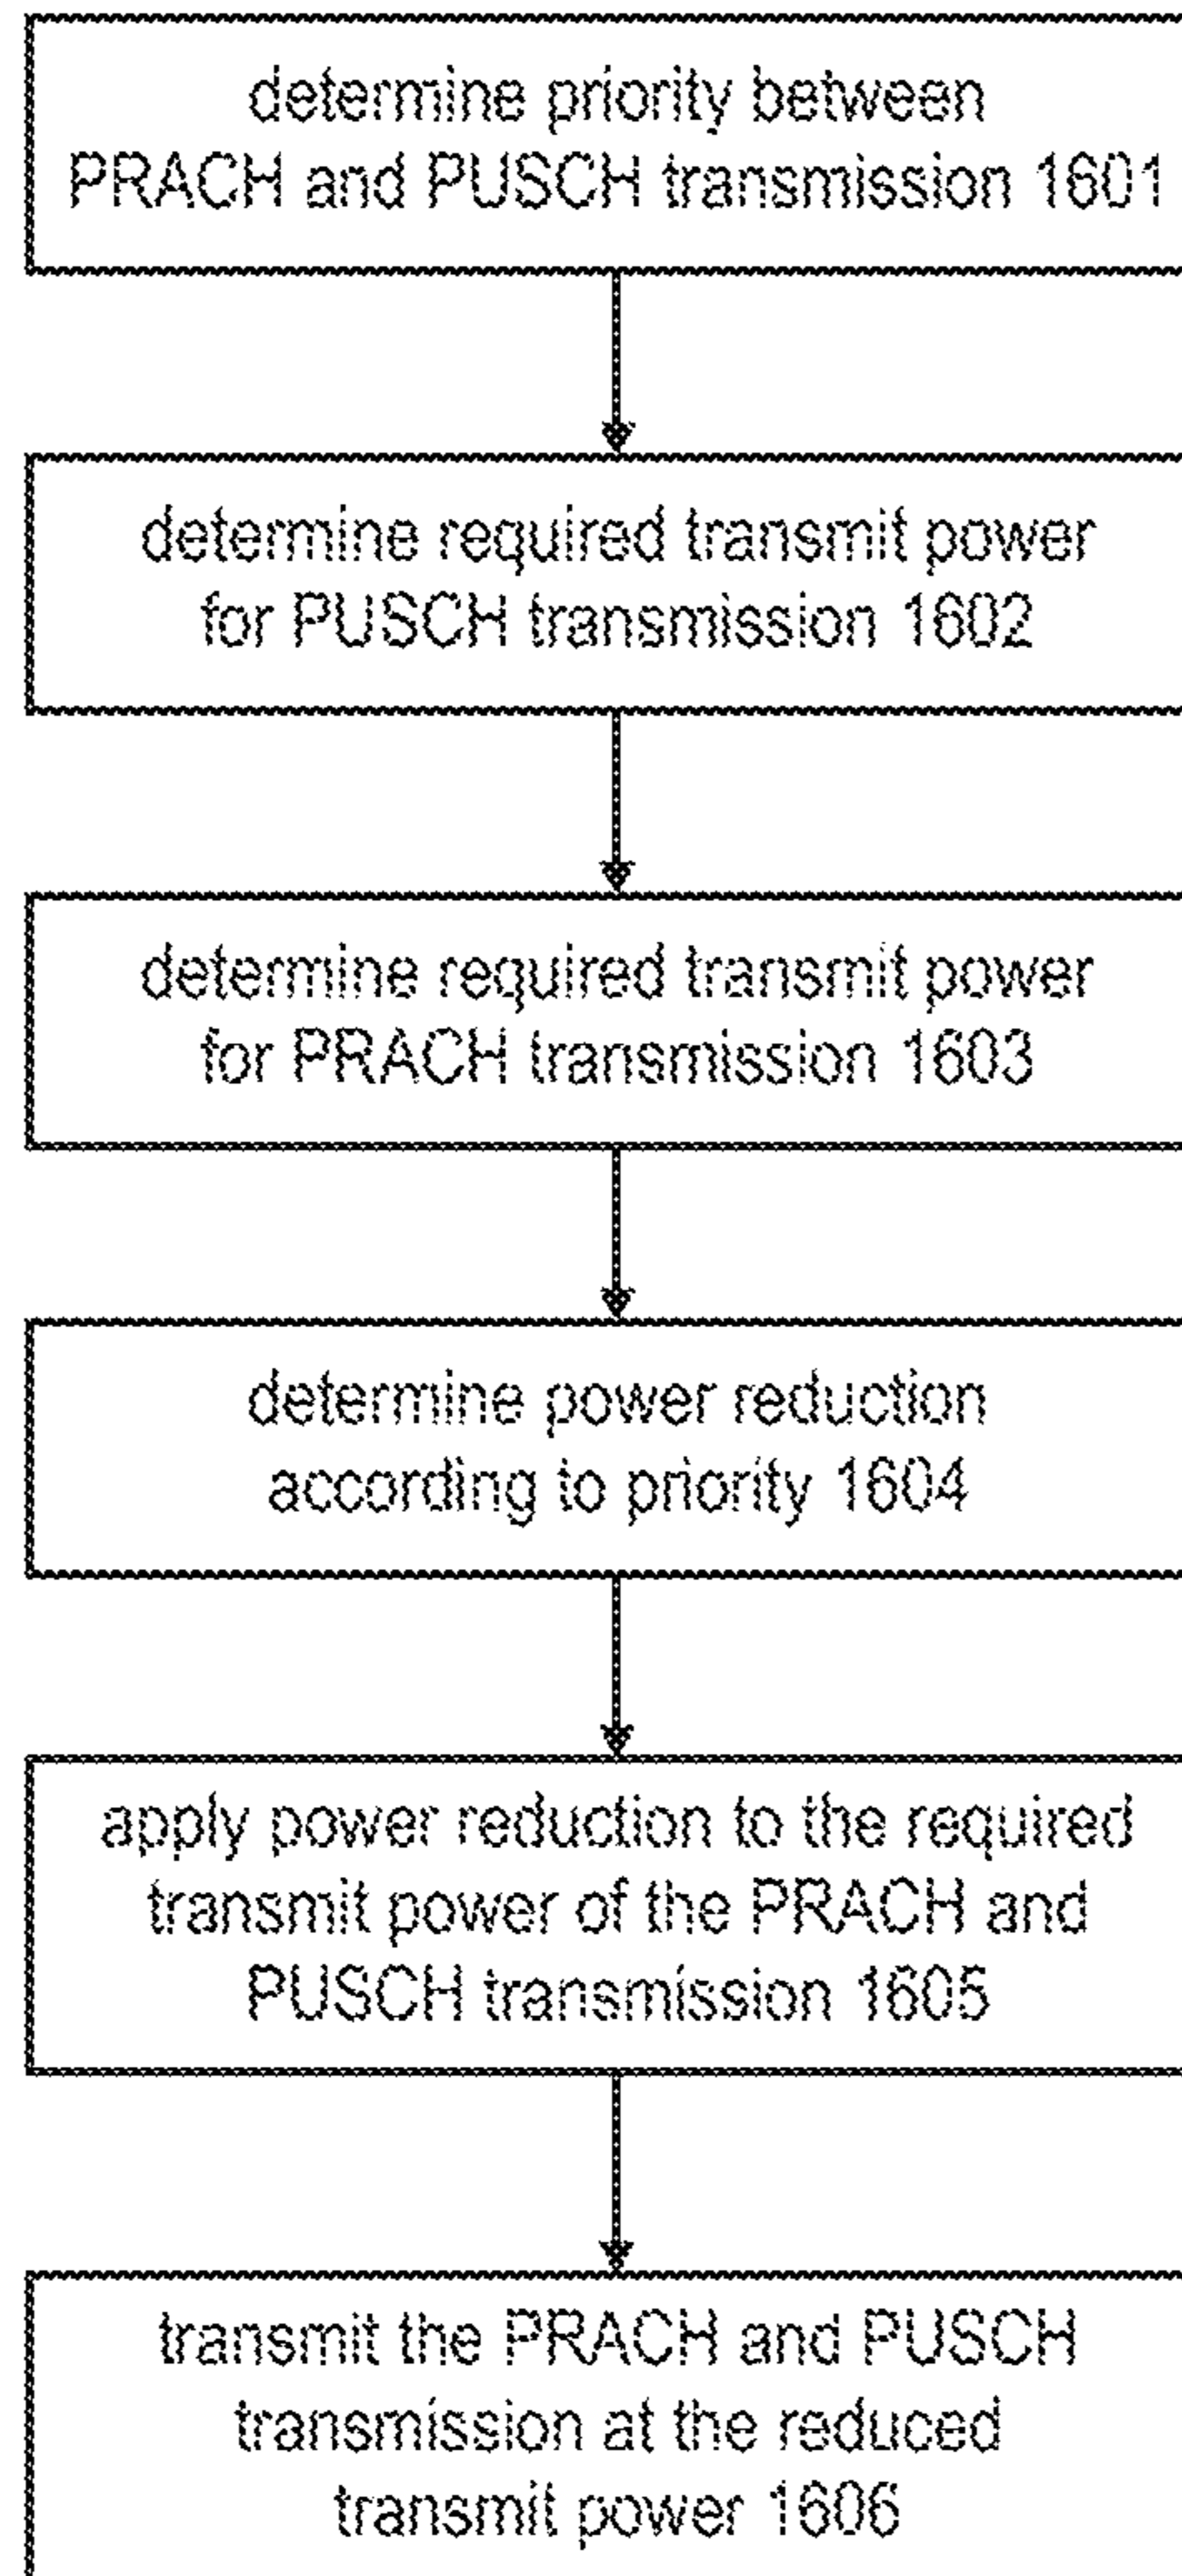 determine priority between
PRACH and PUSCH transmission 1601
determine required transmit power
for PUSCH transmission 1602
determine required transmit power
for PRACH transmission 1603
determine power reduction
according to priority 1604
apply power reduction to the required
transmit power of the PRACH and
PUSCH transmission 1605
transmit the PRACH and PUSCH
transmission at the reduced
transmit power 1606